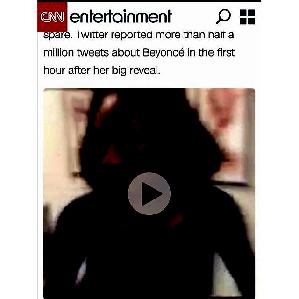 CNN entertainment
spare. Twitter reported more than half a
million tweets about Beyoncé in the first
hour after her big reveal.